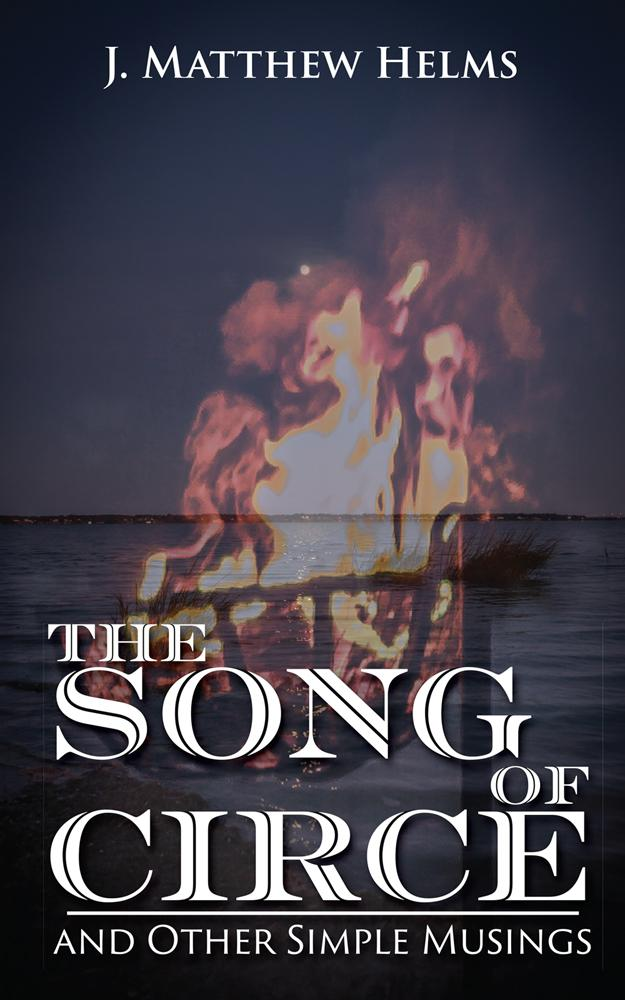 J. Matthew Helms
THE
SONG
OF
CIRCE
and Other Simple Musings